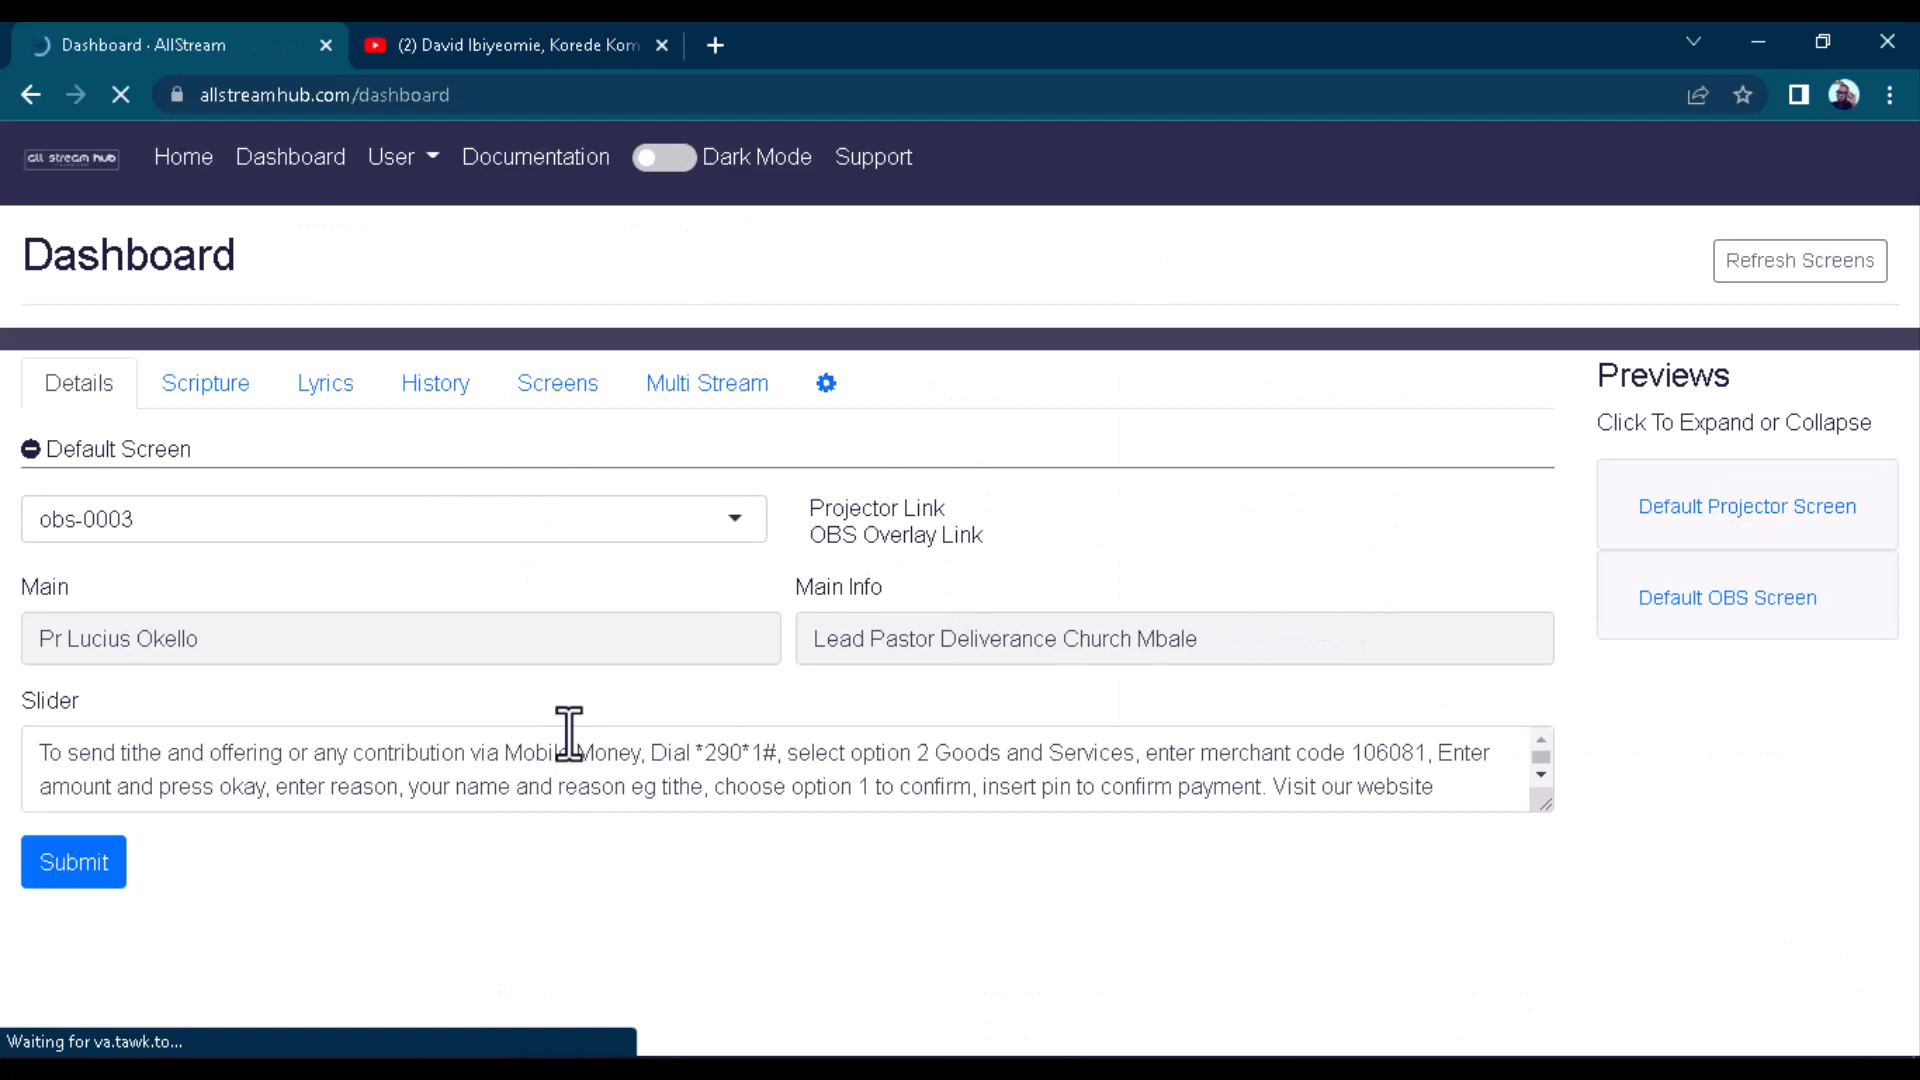 Dashboard · AllStream
(2) David Ibiyeomie, Korede Kom
allstreamhub.com/dashboard
all stream hub
Home Dashboard User Documentation Dark Mode Support
Dashboard
Refresh Screens
Details Scripture Lyrics History Screens Multi Stream
Previews
Click To Expand or Collapse
Default Screen
obs-0003
Projector Link
OBS Overlay Link
Default Projector Screen
Default OBS Screen
Main
Main Info
Pr Lucius Okello
Lead Pastor Deliverance Church Mbale
Slider
To send tithe and offering or any contribution via Mobile Money, Dial *290*1#, select option 2 Goods and Services, enter merchant code 106081, Enter
amount and press okay, enter reason, your name and reason eg tithe, choose option 1 to confirm, insert pin to confirm payment. Visit our website
Submit
Waiting for va.tawk.to...